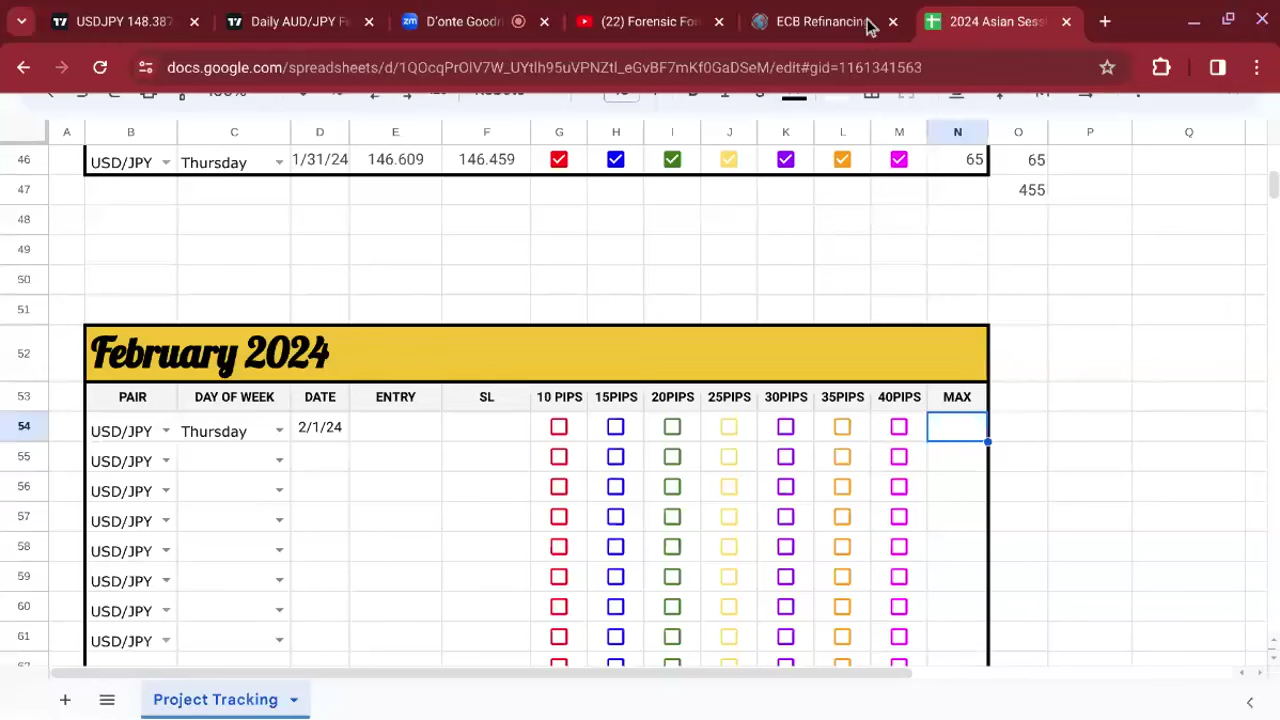 USDJPY 148.387
Daily AUD/JPY F
D'onte Goodri
(22) Forensic For
ECB Refinancing
2024 Asian Sess
docs.google.com/spreadsheets/d/1QOcqPrOlV7W_UYtlh95uVPNZtl_eGvBF7mKf0GaDSeM/edit#gid=1161341563
A B C D E F G H I J K L M N O P Q
46 USD/JPY Thursday 1/31/24 146.609 146.459 65 65
47 455
48
49
50
51
52 February 2024
53 PAIR DAY OF WEEK DATE ENTRY SL 10 PIPS 15PIPS 20PIPS 25PIPS 30PIPS 35PIPS 40PIPS MAX
54 USD/JPY Thursday 2/1/24
55 USD/JPY
56 USD/JPY
57 USD/JPY
58 USD/JPY
59 USD/JPY
60 USD/JPY
61 USD/JPY
Project Tracking